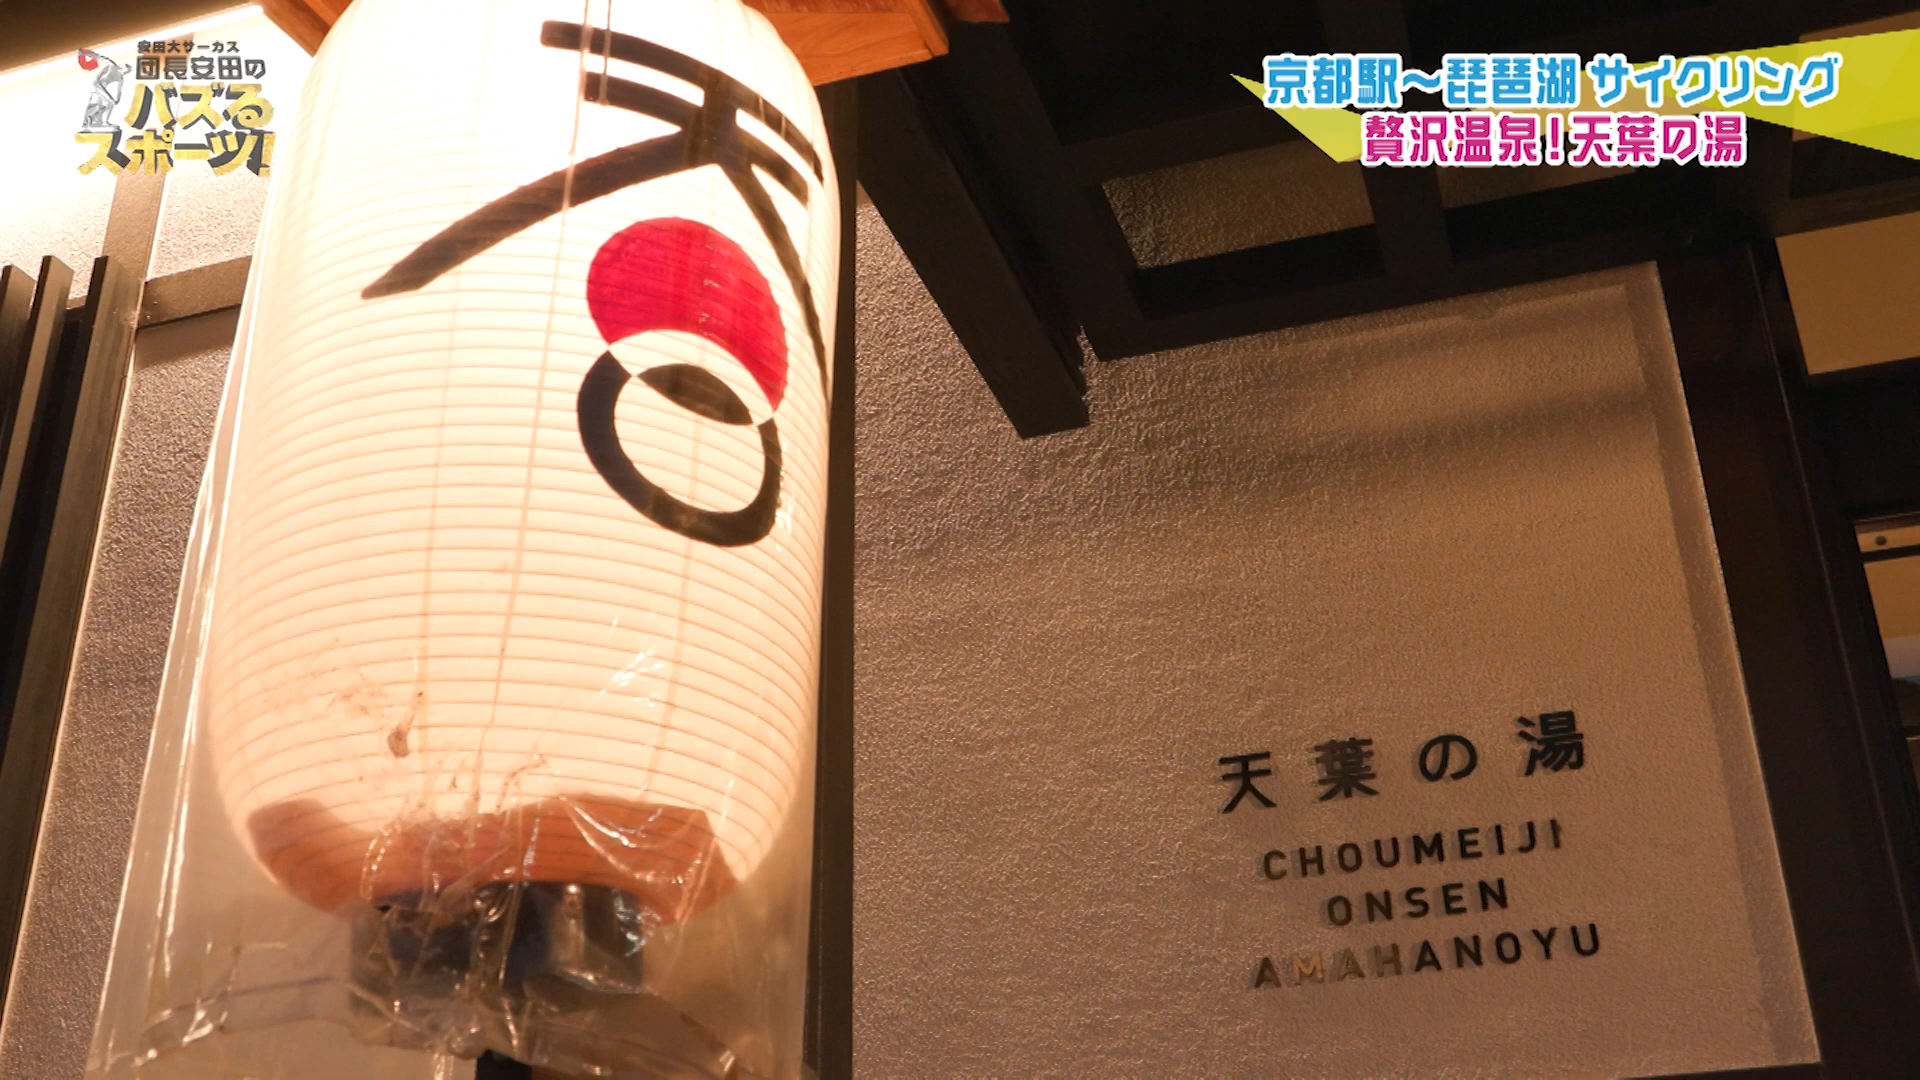 安田大サーカス
団長安田の
バズる
スポーツ!
京都駅〜琵琶湖 サイクリング
贅沢温泉!天葉の湯
天
天葉の湯
CHOUMEIJI
ONSEN
AMAHANOYU